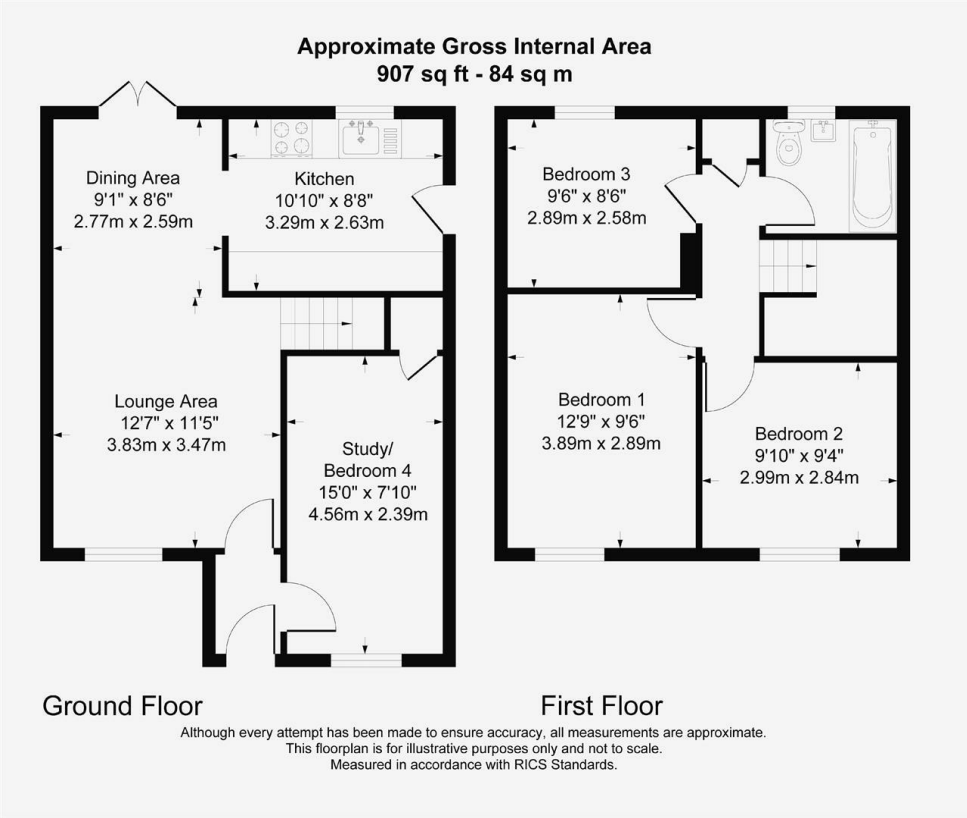 Approximate Gross Internal Area
907 sq ft - 84 sq m
Dining Area
9'1" x 8'6"
2.77m x 2.59m
Kitchen
10'10" x 8'8"
3.29m x 2.63m
Lounge Area
12'7" x 11'5"
3.83m x 3.47m
Study/
Bedroom 4
15'0" x 7'10"
4.56m x 2.39m
Bedroom 3
9'6" x 8'6"
2.89m x 2.58m
Bedroom 1
12'9" x 9'6"
3.89m x 2.89m
Bedroom 2
9'10" x 9'4"
2.99m x 2.84m
Ground Floor
First Floor
Although every attempt has been made to ensure accuracy, all measurements are approximate.
This floorplan is for illustrative purposes only and not to scale.
Measured in accordance with RICS Standards.